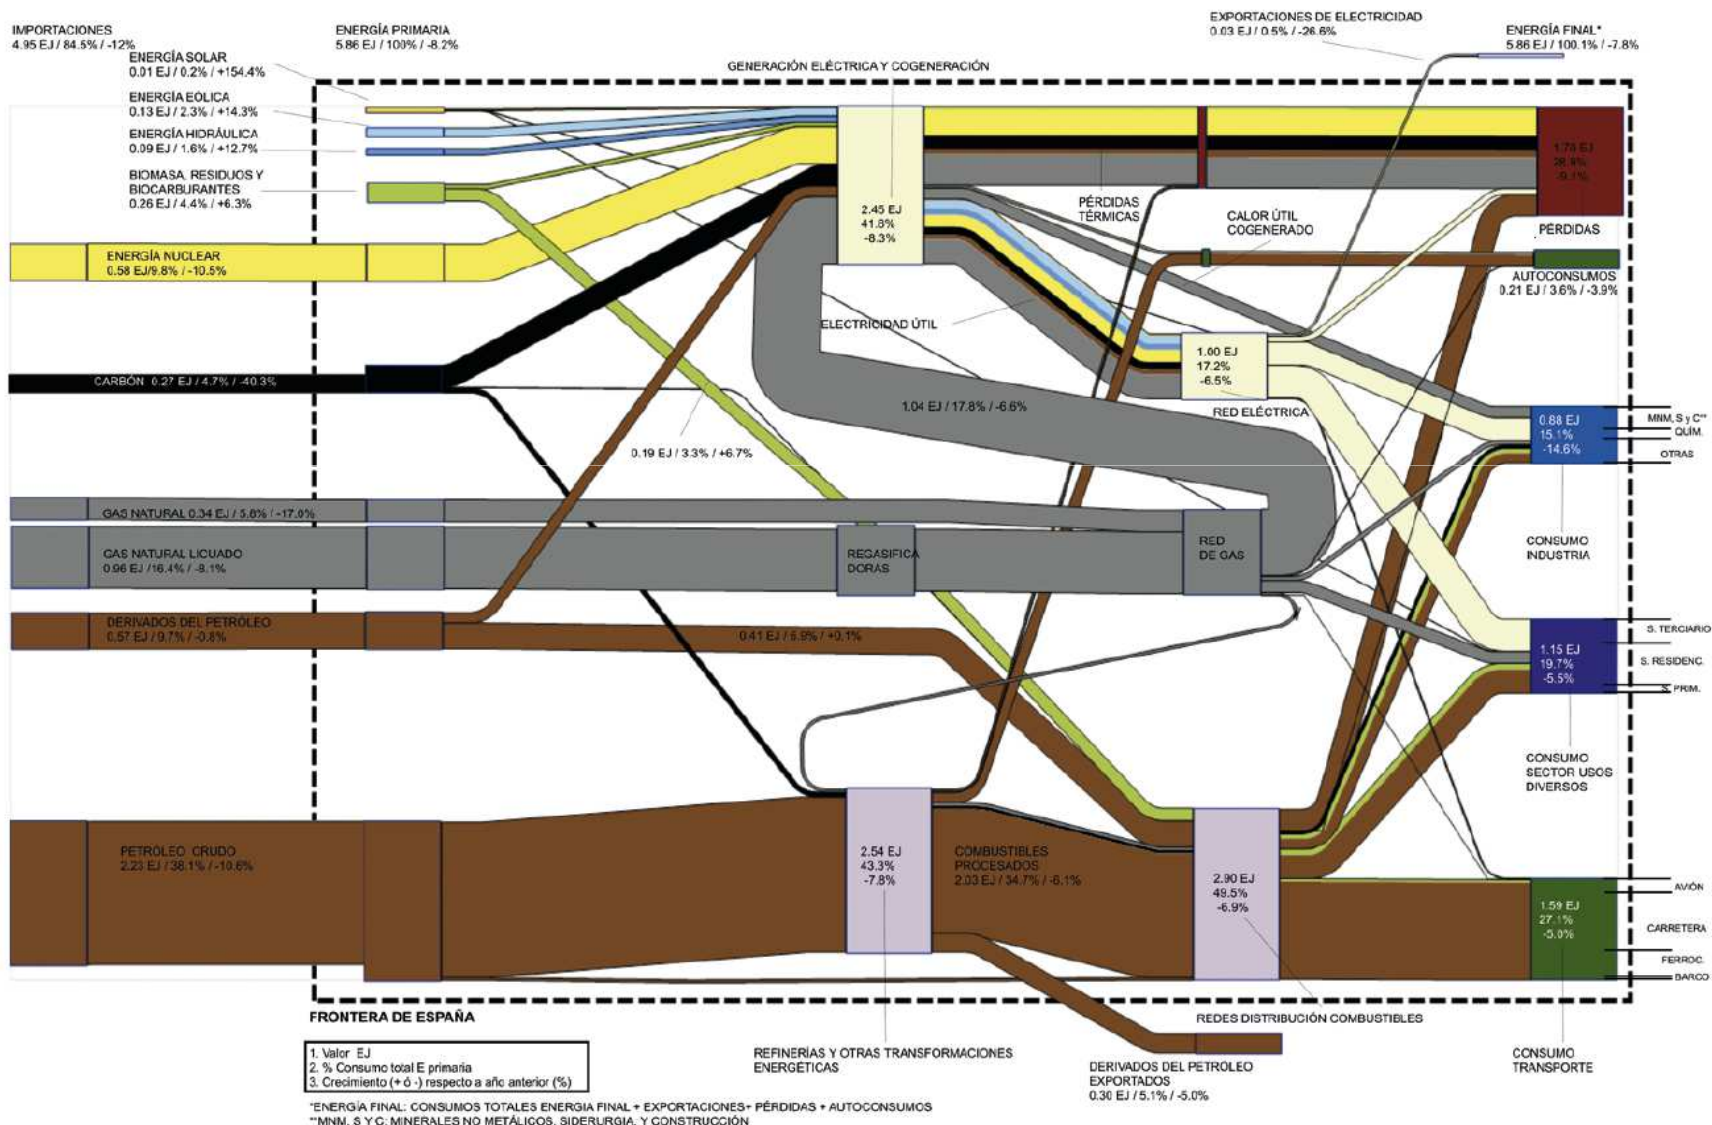 IMPORTACIONES
4.95 EJ / 84.5% / -12%
ENERGÍA PRIMARIA
5.86 EJ / 100% / -8.2%
EXPORTACIONES DE ELECTRICIDAD
0.03 EJ / 0.5% / -26.6%
ENERGÍA FINAL*
5.86 EJ / 100.1% / -7.8%
ENERGÍA SOLAR
0.01 EJ / 0.2% / +154.4%
GENERACIÓN ELÉCTRICA Y COGENERACIÓN
ENERGÍA EÓLICA
0.13 EJ / 2.3% / +14.3%
ENERGÍA HIDRÁULICA
0.09 EJ / 1.6% / +12.7%
BIOMASA, RESIDUOS Y
BIOCARBURANTES
0.26 EJ / 4.4% / +6.3%
2.45 EJ
41.8%
-8.3%
PÉRDIDAS
TÉRMICAS
CALOR ÚTIL
COGENERADO
-9.1%
PÉRDIDAS
ENERGÍA NUCLEAR
0.58 EJ/9.8% / -10.5%
AUTOCONSUMOS
0.21 EJ / 3.6% / -3.9%
ELECTRICIDAD ÚTIL
1.00 EJ
17.2%
-6.5%
RED ELÉCTRICA
CARBÓN 0.27 EJ / 4.7% / -40.3%
1.04 EJ / 17.8% / -6.6%
0.19 EJ / 3.3% / +6.7%
0.88 EJ
15.1%
-14.6%
MNM, S y C**
QUÍM.
OTRAS
GAS NATURAL 0.34 EJ / 5.8% / -17.0%
GAS NATURAL LICUADO
0.96 EJ /16.4% / -8.1%
REGASIFICA
DORAS
RED
DE GAS
CONSUMO
INDUSTRIA
DERIVADOS DEL PETRÓLEO
0.57 EJ / 9.7% / -0.8%
0.41 EJ / 6.9% / +0.1%
1.15 EJ
19.7%
-5.5%
S. TERCIARIO
S. RESIDENC.
S. PRIM.
CONSUMO
SECTOR USOS
DIVERSOS
PETRÓLEO CRUDO
2.23 EJ / 38.1% / -10.6%
2.54 EJ
43.3%
-7.8%
COMBUSTIBLES
PROCESADOS
2.03 EJ / 34.7% / -6.1%
2.90 EJ
49.5%
-6.9%
1.59 EJ
27.1%
-5.0%
AVIÓN
CARRETERA
FERROC.
BARCO
FRONTERA DE ESPAÑA
REDES DISTRIBUCIÓN COMBUSTIBLES
1. Valor EJ
2. % Consumo total E primaria
3. Crecimiento (+ ó -) respecto a año anterior (%)
REFINERÍAS Y OTRAS TRANSFORMACIONES
ENERGÉTICAS
DERIVADOS DEL PETRÓLEO
EXPORTADOS
0.30 EJ / 5.1% / -5.0%
CONSUMO
TRANSPORTE
*ENERGÍA FINAL: CONSUMOS TOTALES ENERGIA FINAL + EXPORTACIONES+ PÉRDIDAS + AUTOCONSUMOS
**MNM, S Y C: MINERALES NO METÁLICOS, SIDERURGIA, Y CONSTRUCCIÓN